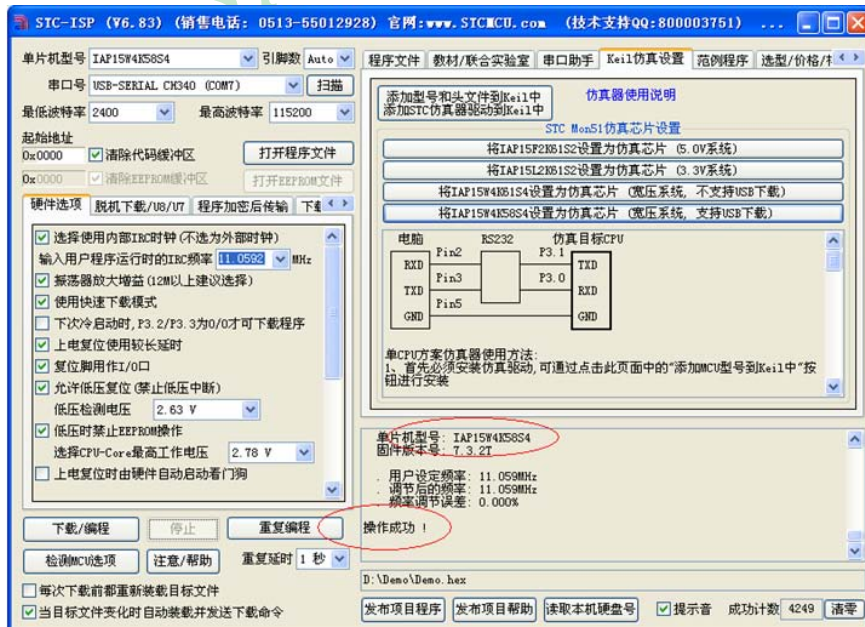 STC-ISP (V6.83) (销售电话: 0513-55012928) 官网:www.STCMCU.com (技术支持QQ:800003751) ...
单片机型号 IAP15W4K58S4 引脚数 Auto
串口号 USB-SERIAL CH340 (COM7) 扫描
最低波特率 2400 最高波特率 115200
起始地址
0x0000 清除代码缓冲区 打开程序文件
0x0000 清除EEPROM缓冲区 打开EEPROM文件
硬件选项 脱机下载/U8/U7 程序加密后传输
选择使用内部IRC时钟(不选为外部时钟)
输入用户程序运行时的IRC频率 11.0592 MHz
振荡器放大增益(12M以上建议选择)
使用快速下载模式
下次冷启动时,P3.2/P3.3为0/0才可下载程序
上电复位使用较长延时
复位脚用作I/O口
允许低压复位(禁止低压中断)
低压检测电压 2.63 V
低压时禁止EEPROM操作
选择CPU-Core最高工作电压 2.78 V
上电复位时由硬件自动启动看门狗
下载/编程 停止 重复编程
检测MCU选项 注意/帮助 重复延时 1 秒
每次下载前都重新装载目标文件
当目标文件变化时自动装载并发送下载命令
程序文件 教材/联合实验室 串口助手 Keil仿真设置 范例程序 选型/价格/
添加型号和头文件到Keil中
添加STC仿真器驱动到Keil中
仿真器使用说明
STC Mon51仿真芯片设置
将IAP15F2K61S2设置为仿真芯片 (5.0V系统)
将IAP15L2K61S2设置为仿真芯片 (3.3V系统)
将IAP15W4K61S4设置为仿真芯片 (宽压系统, 不支持USB下载)
将IAP15W4K58S4设置为仿真芯片 (宽压系统, 支持USB下载)
电脑 RS232 仿真目标CPU
Pin2 P3.1
RXD TXD
Pin3 P3.0
TXD RXD
Pin5
GND GND
单CPU方案仿真器使用方法:
1、首先必须安装仿真驱动,可通过点击此页面中的“添加MCU型号到Keil中”按
钮进行安装
单片机型号: IAP15W4K58S4
固件版本号: 7.3.2T
. 用户设定频率: 11.059MHz
. 调节后的频率: 11.059MHz
. 频率调节误差: 0.000%
操作成功 !
D:\Demo\Demo.hex
发布项目程序 发布项目帮助 读取本机硬盘号 提示音 成功计数 4249 清零